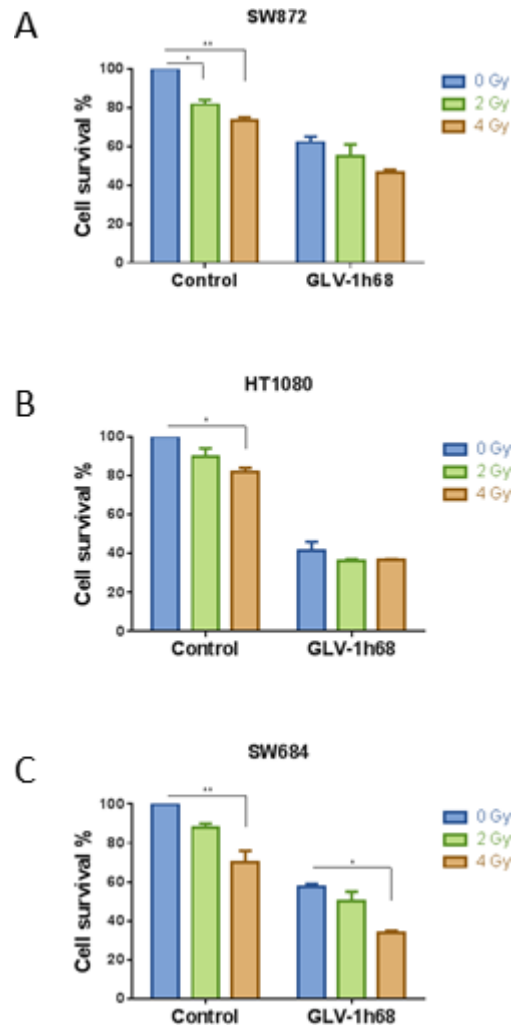 A
SW872
**
*
100
80
60
40
20
0
Cell survival %
Control
GLV-1h68
0 Gy
2 Gy
4 Gy
B
HT1080
*
100
80
60
40
20
0
Cell survival %
Control
GLV-1h68
0 Gy
2 Gy
4 Gy
C
SW684
**
*
100
80
60
40
20
0
Cell survival %
Control
GLV-1h68
0 Gy
2 Gy
4 Gy